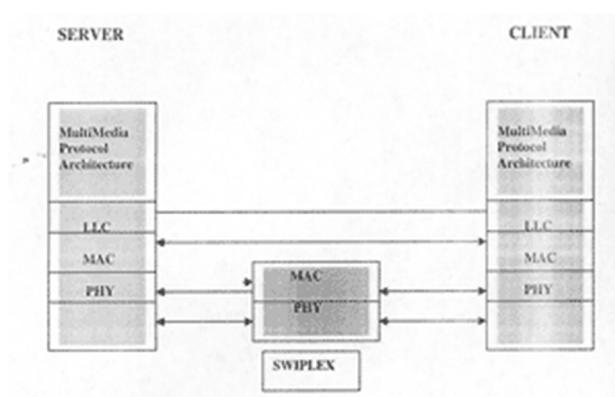 SERVER
CLIENT
MultiMedia
Protocol
Architecture
MultiMedia
Protocol
Architecture
LLC
LLC
MAC
MAC
MAC
PHY
PHY
PHY
SWIPLEX